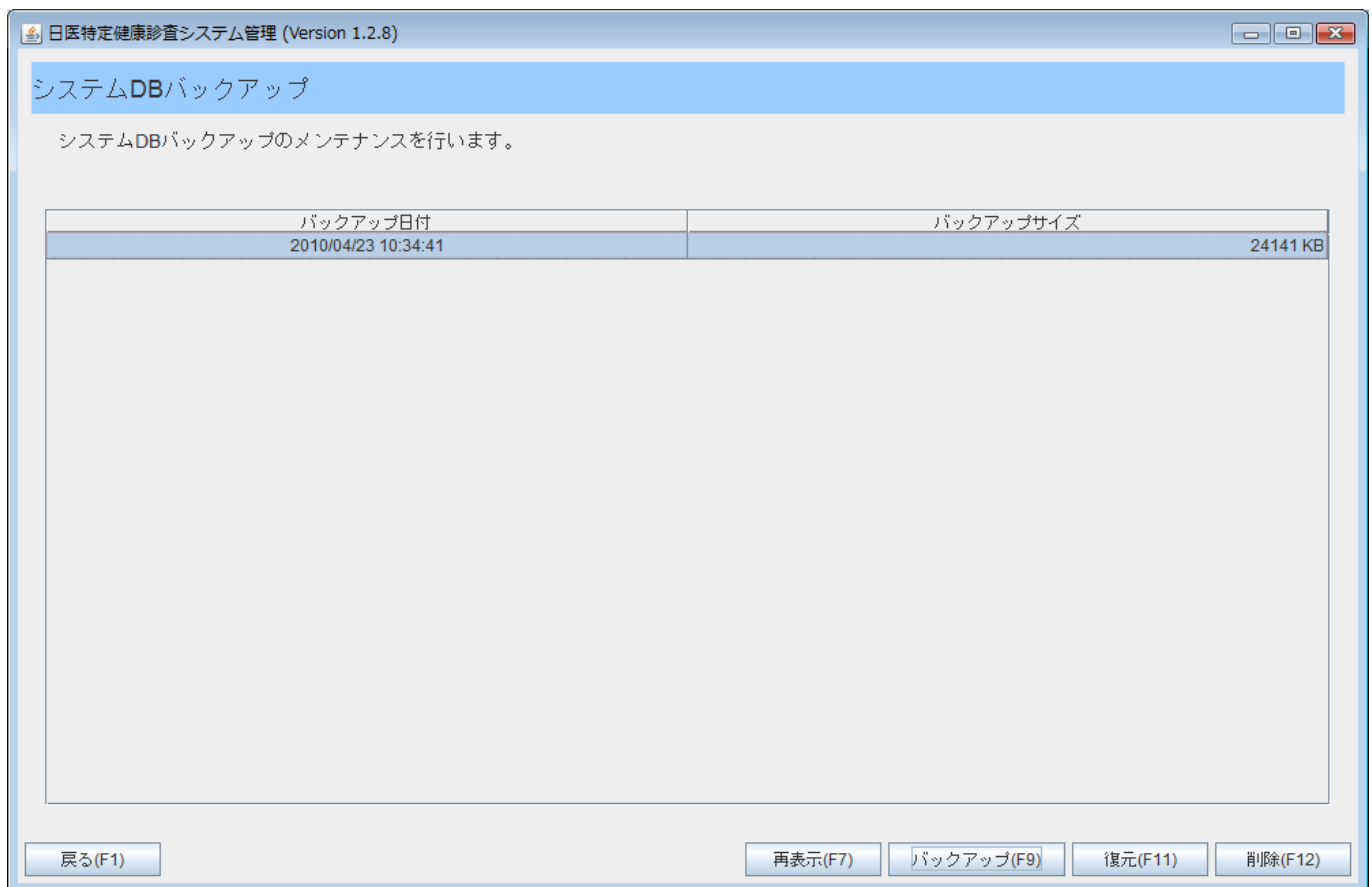 日医特定健康診査システム管理 (Version 1.2.8)
システムDBバックアップ
システムDBバックアップのメンテナンスを行います。
バックアップ日付 バックアップサイズ
2010/04/23 10:34:41 24141 KB
戻る(F1) 再表示(F7) バックアップ(F9) 復元(F11) 削除(F12)